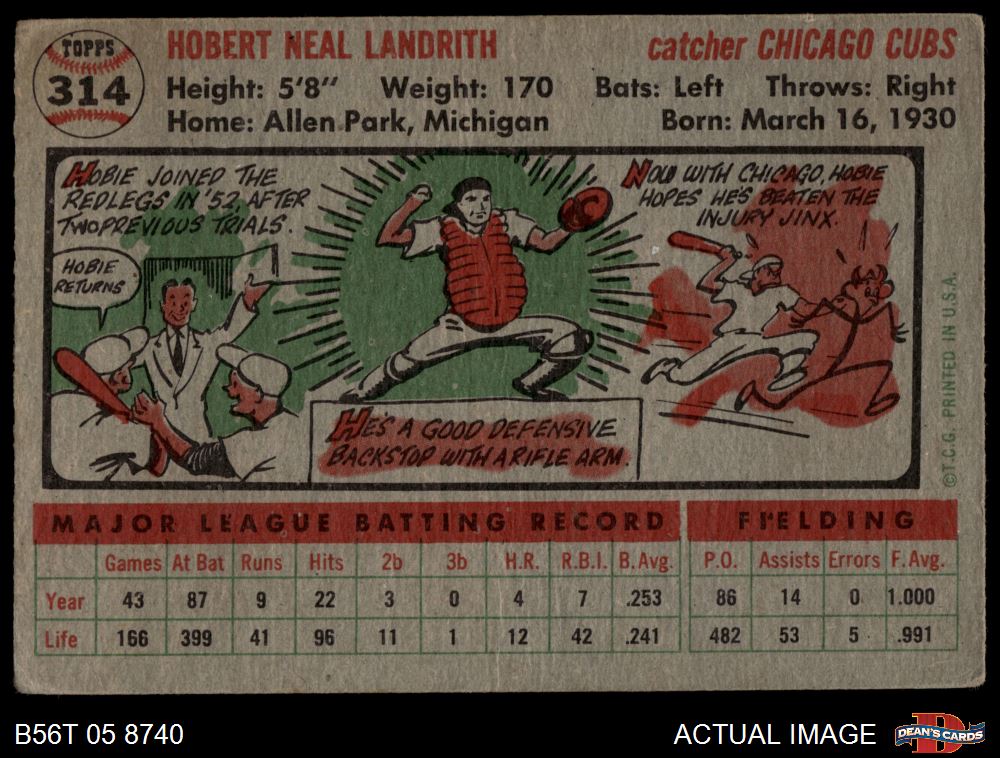 TOPPS
314
HOBERT NEAL LANDRITH
catcher CHICAGO CUBS
Height: 5'8" Weight: 170 Bats: Left Throws: Right
Home: Allen Park, Michigan Born: March 16, 1930
HOBIE JOINED THE
REDLEGS IN '52 AFTER
TWO PREVIOUS TRIALS.
HOBIE
RETURNS
C
HE'S A GOOD DEFENSIVE
BACKSTOP WITH A RIFLE ARM.
NOW WITH CHICAGO, HOBIE
HOPES HE'S BEATEN THE
INJURY JINX.
©T.C.G. PRINTED IN U.S.A.
MAJOR LEAGUE BATTING RECORD FIELDING
Games At Bat Runs Hits 2b 3b H.R. R.B.I. B. Avg. P.O. Assists Errors F. Avg.
Year 43 87 9 22 3 0 4 7 .253 86 14 0 1.000
Life 166 399 41 96 11 1 12 42 .241 482 53 5 .991
B56T 05 8740
ACTUAL IMAGE
D
DEAN'S CARDS